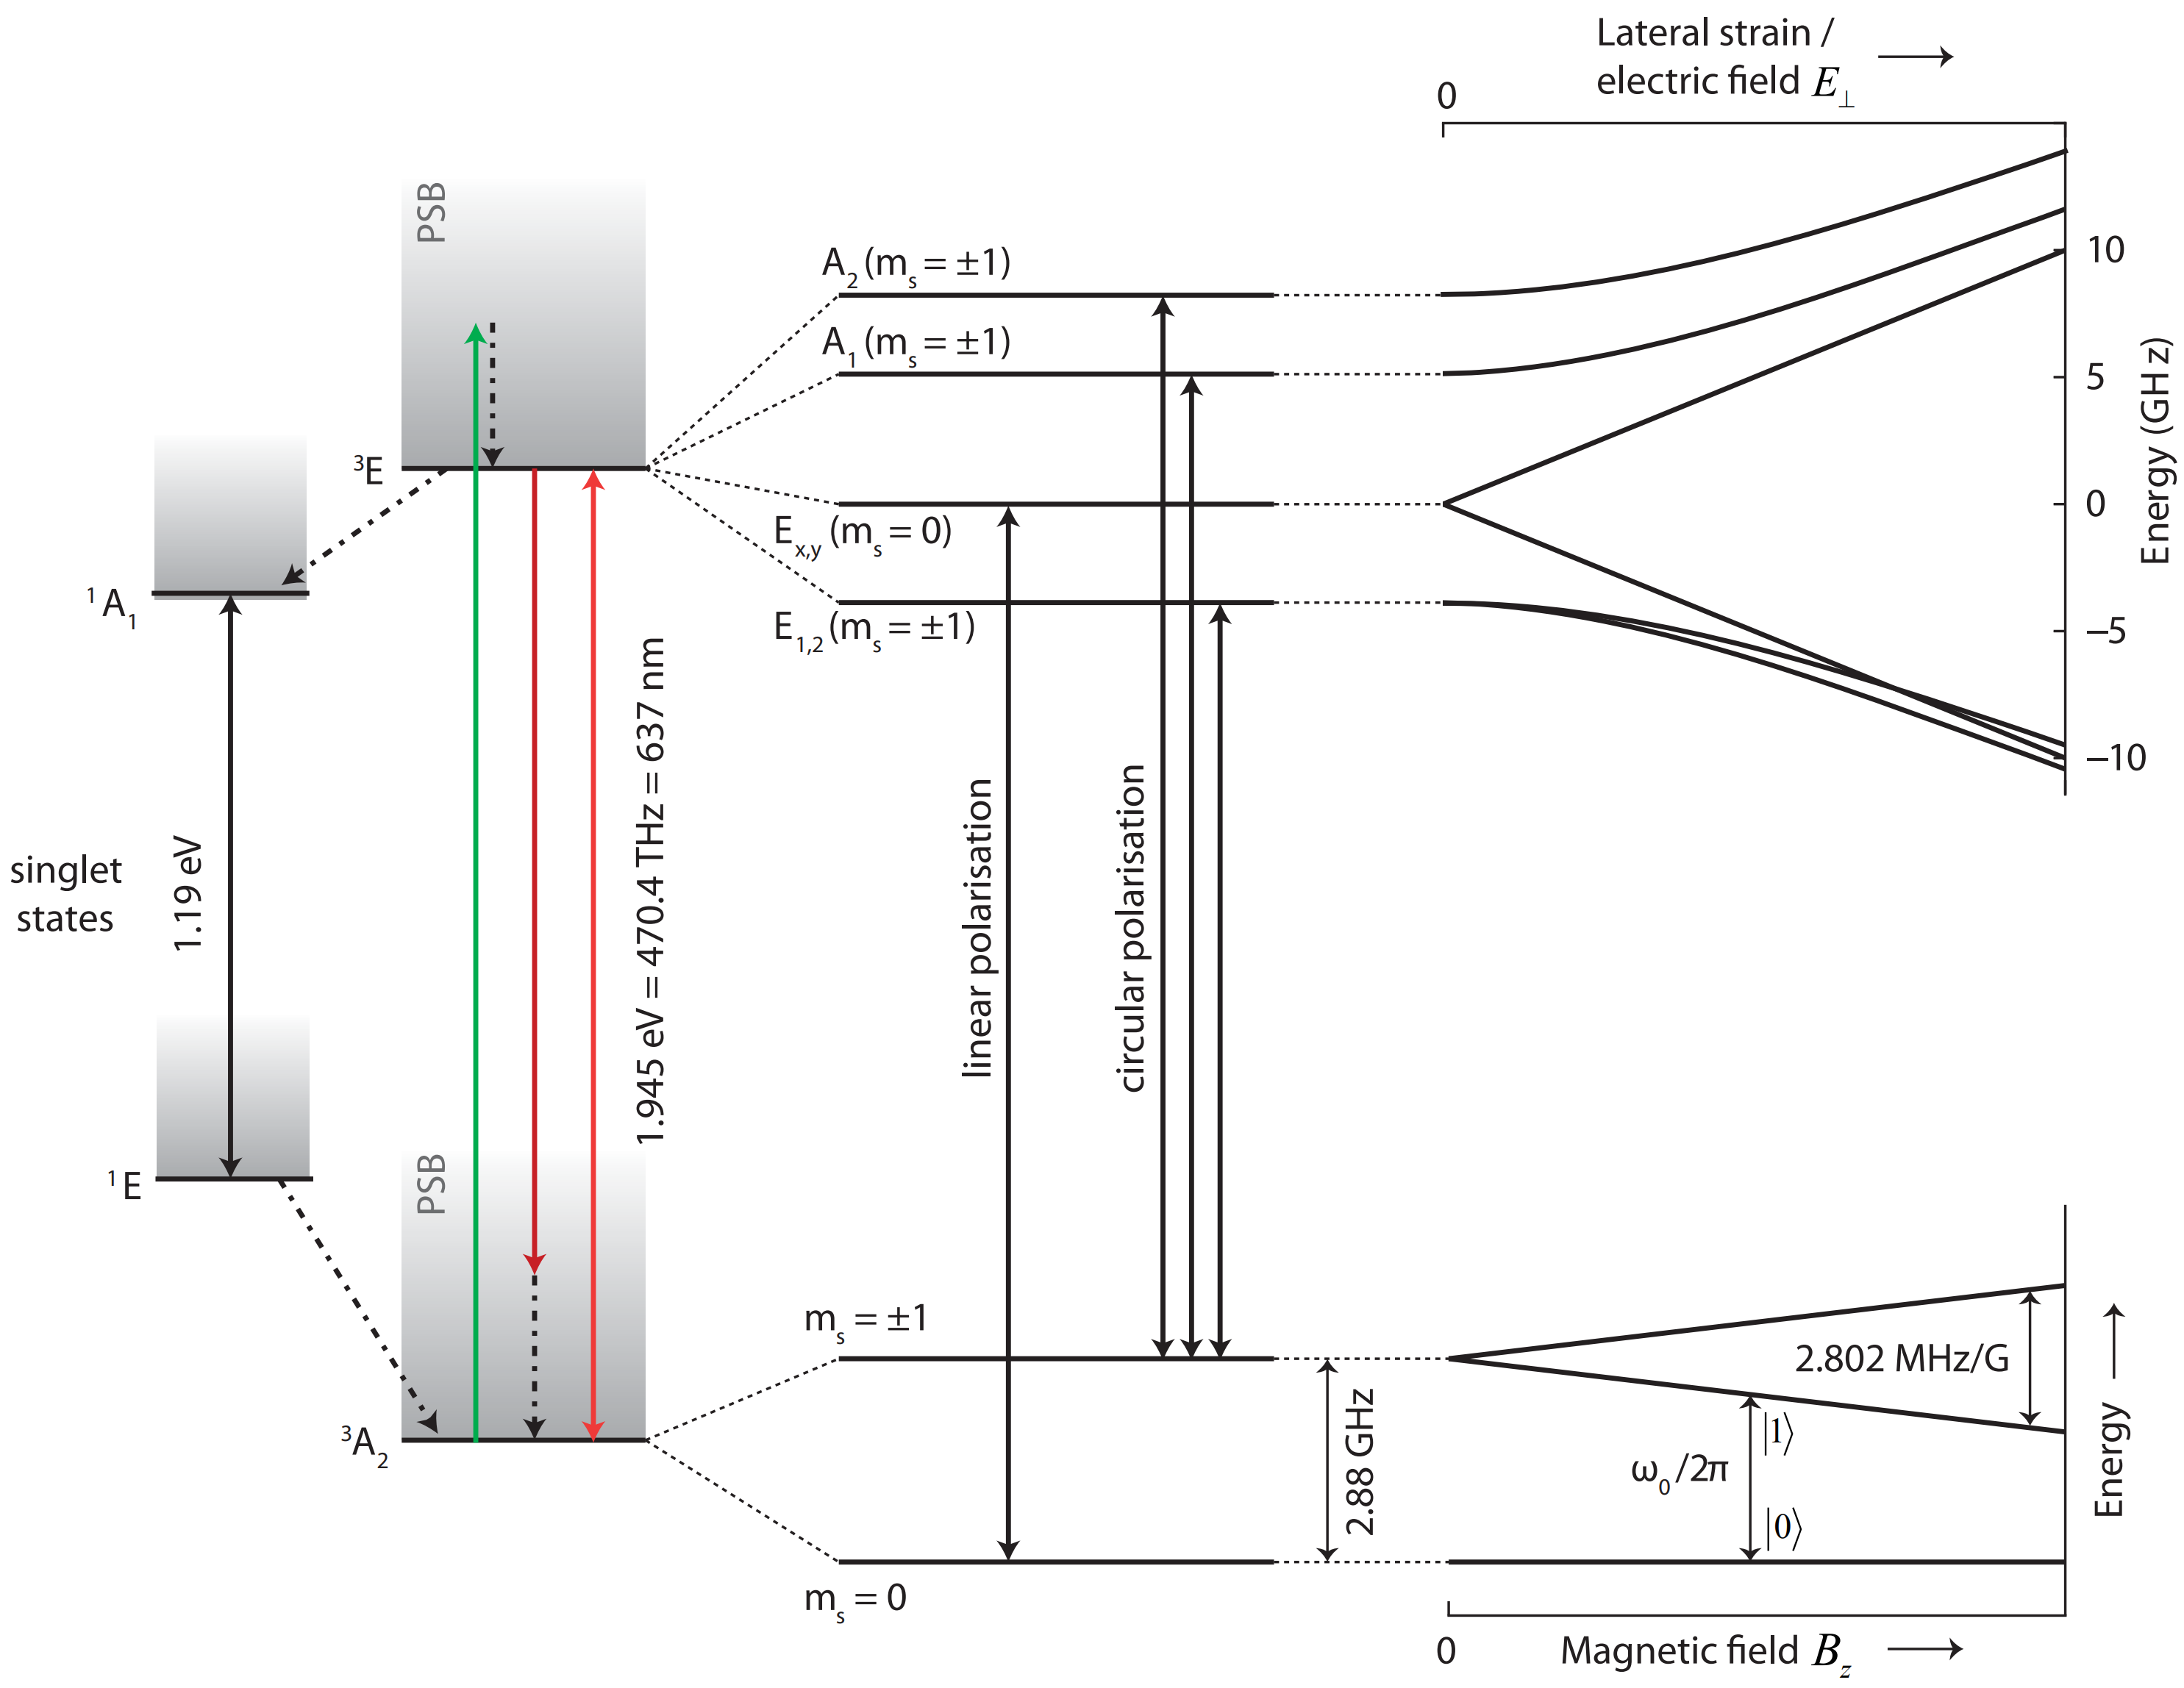 Lateral strain /
electric field E⊥
0
PSB
A2 (ms = ±1)
10
A1 (ms = ±1)
5
Energy (GHz)
3E
0
Ex,y (ms = 0)
1A1
E1,2 (ms = ±1)
−5
−10
1.945 eV = 470.4 THz = 637 nm
linear polarisation
circular polarisation
singlet
states
1.19 eV
1E
PSB
ms = ±1
2.802 MHz/G
2.88 GHz
|1⟩
3A2
ω0/2π
Energy
|0⟩
ms = 0
0
Magnetic field Bz